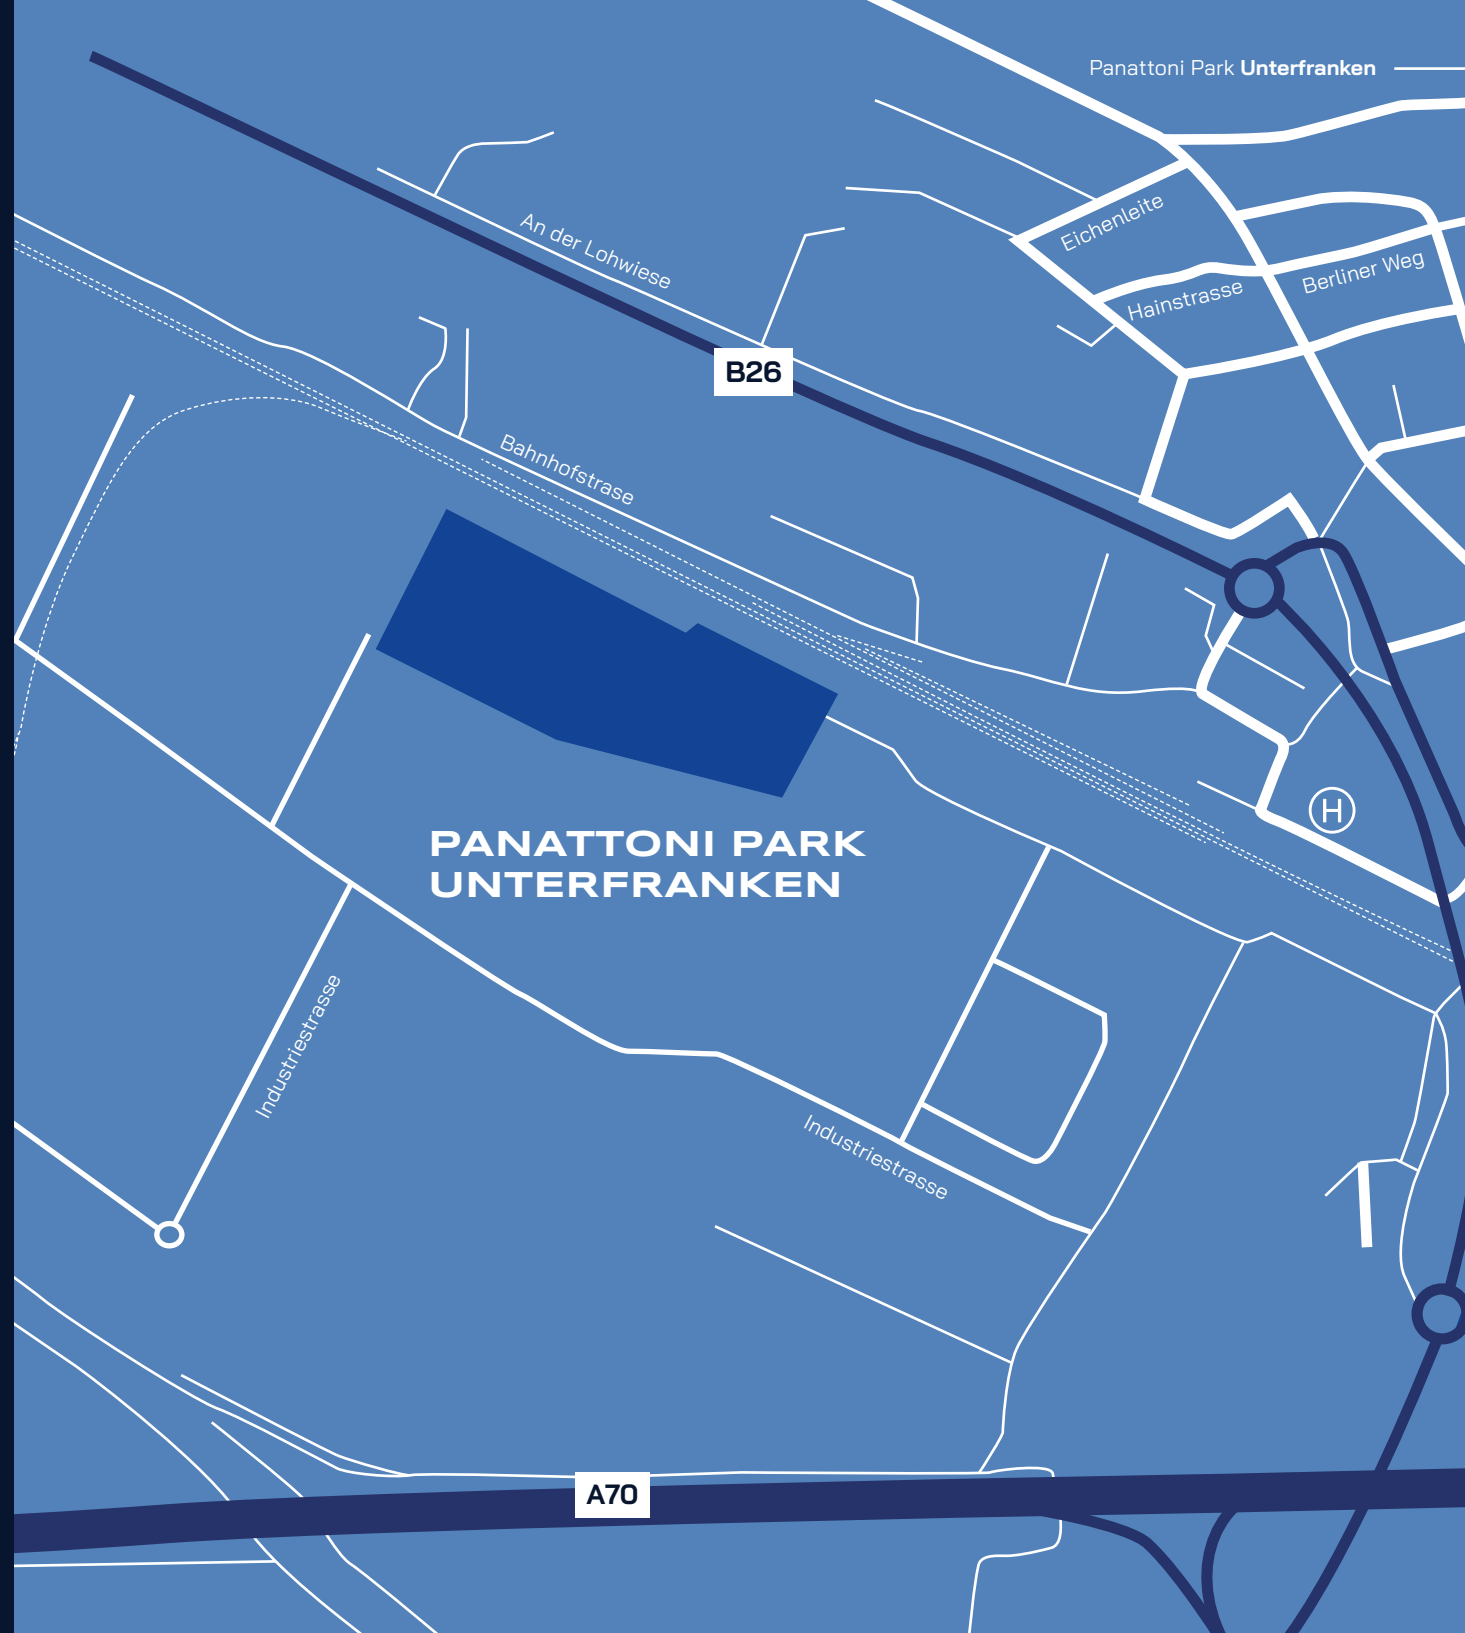 Panattoni Park Unterfranken
Eichenleite
An der Lohwiese
Berliner Weg
Hainstrasse
B26
Bahnhofstrase
H
PANATTONI PARK
UNTERFRANKEN
Industriestrasse
Industriestrasse
A70